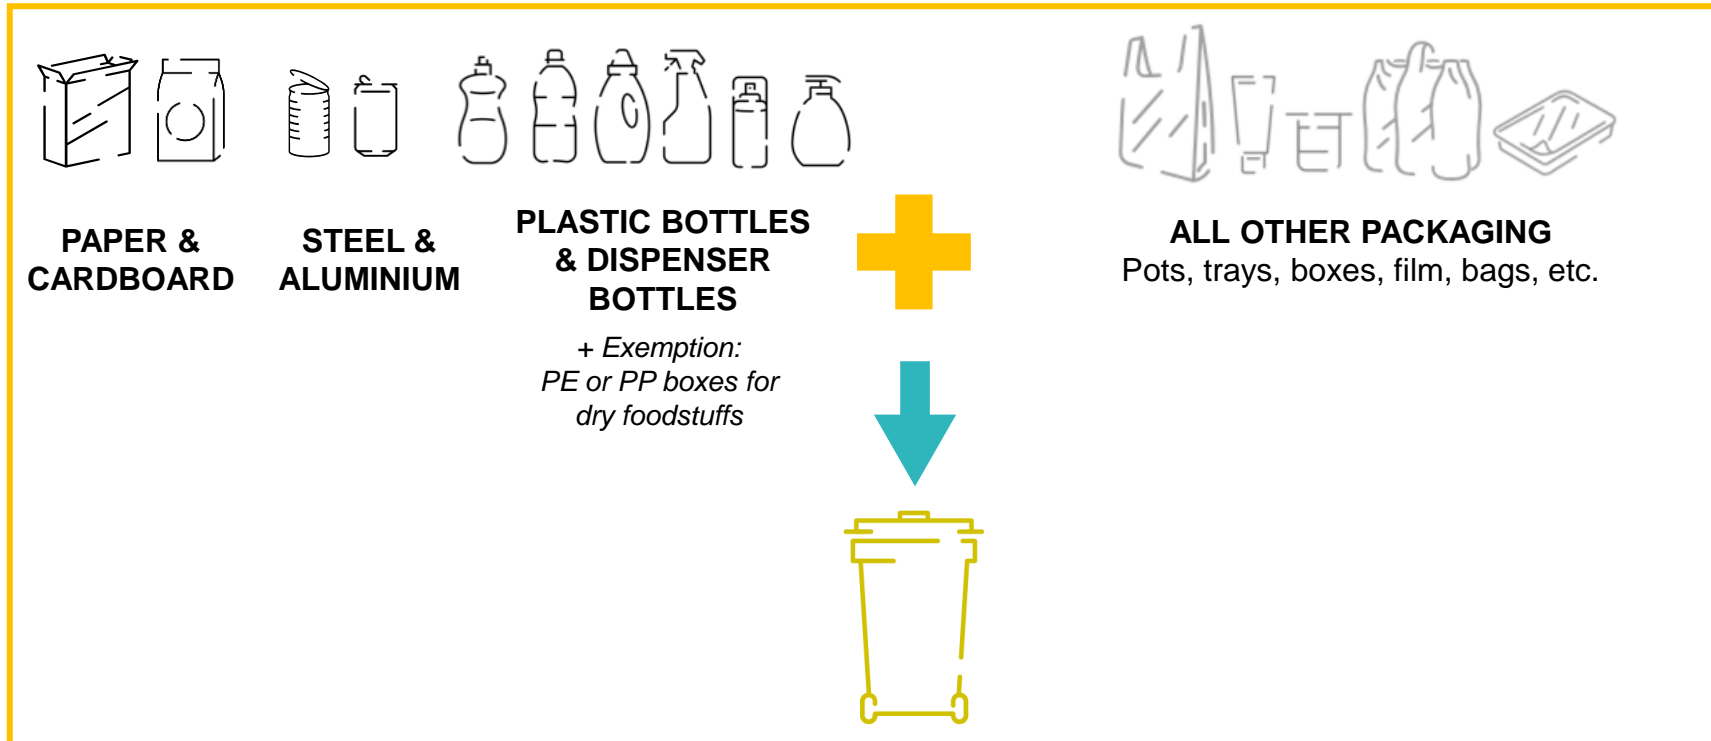 PAPER &
CARDBOARD
STEEL &
ALUMINIUM
PLASTIC BOTTLES
& DISPENSER
BOTTLES
+ Exemption:
PE or PP boxes for
dry foodstuffs
ALL OTHER PACKAGING
Pots, trays, boxes, film, bags, etc.